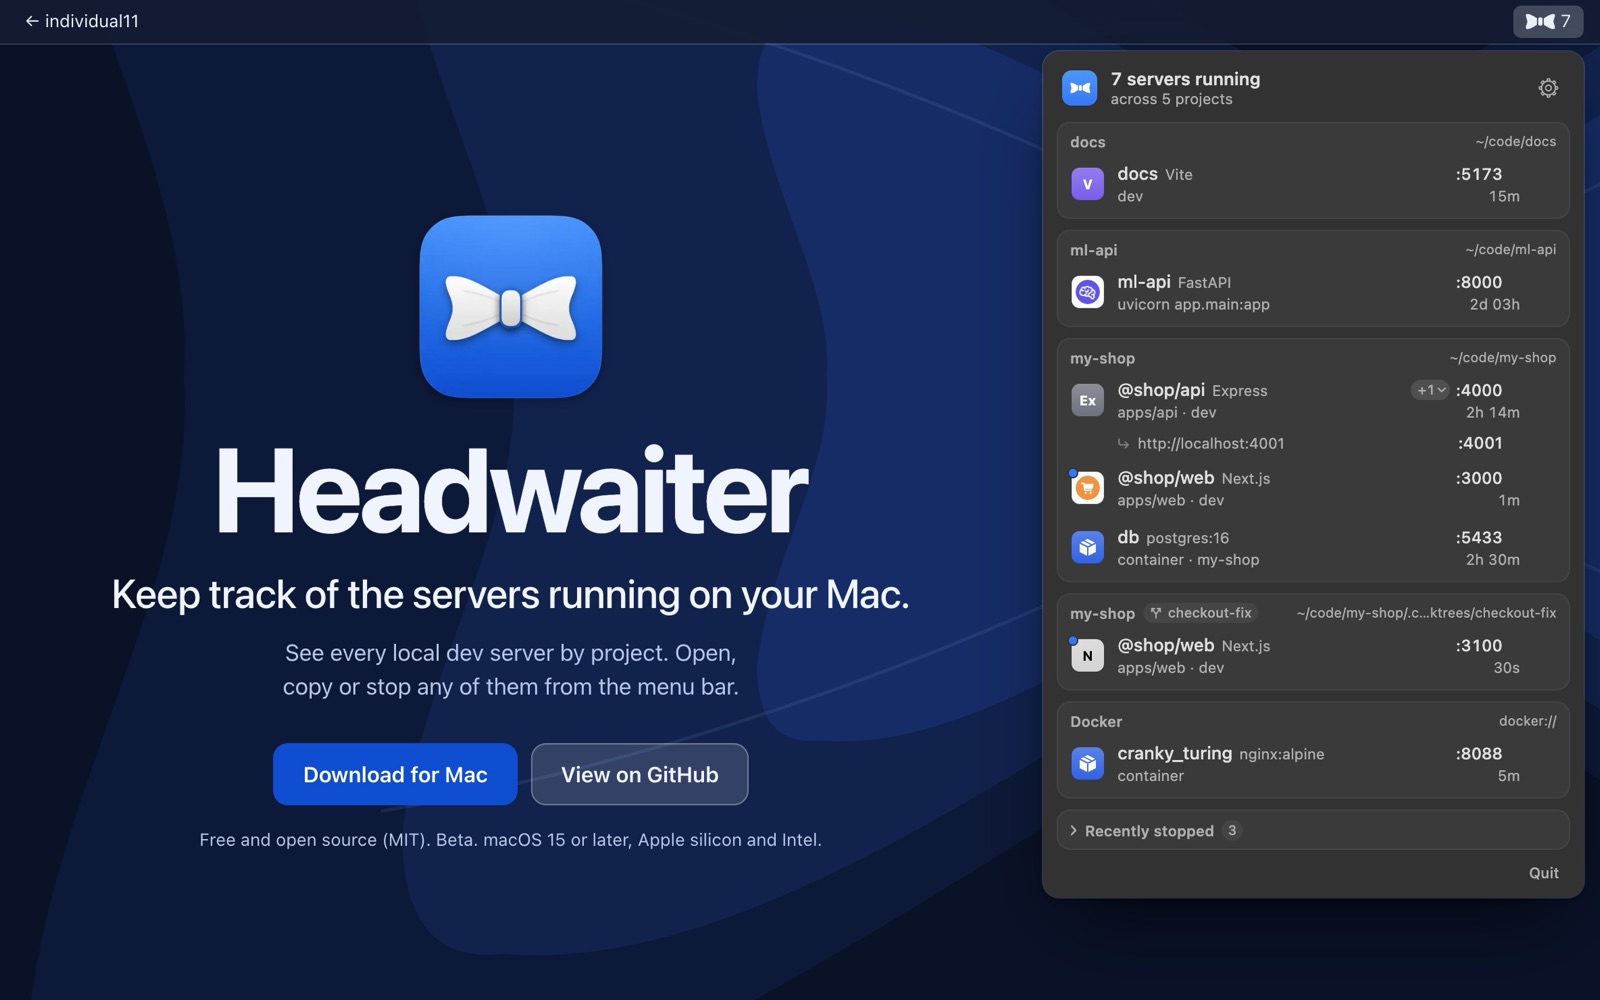 ← individual11
7
Headwaiter
Keep track of the servers running on your Mac.
See every local dev server by project. Open,
copy or stop any of them from the menu bar.
Download for Mac
View on GitHub
Free and open source (MIT). Beta. macOS 15 or later, Apple silicon and Intel.
7 servers running
across 5 projects
docs ~/code/docs
V docs Vite :5173
dev 15m
ml-api ~/code/ml-api
ml-api FastAPI :8000
uvicorn app.main:app 2d 03h
my-shop ~/code/my-shop
Ex @shop/api Express +1 :4000
apps/api · dev 2h 14m
↳ http://localhost:4001 :4001
@shop/web Next.js :3000
apps/web · dev 1m
db postgres:16 :5433
container · my-shop 2h 30m
my-shop checkout-fix ~/code/my-shop/.c...ktrees/checkout-fix
N @shop/web Next.js :3100
apps/web · dev 30s
Docker docker://
cranky_turing nginx:alpine :8088
container 5m
> Recently stopped 3
Quit